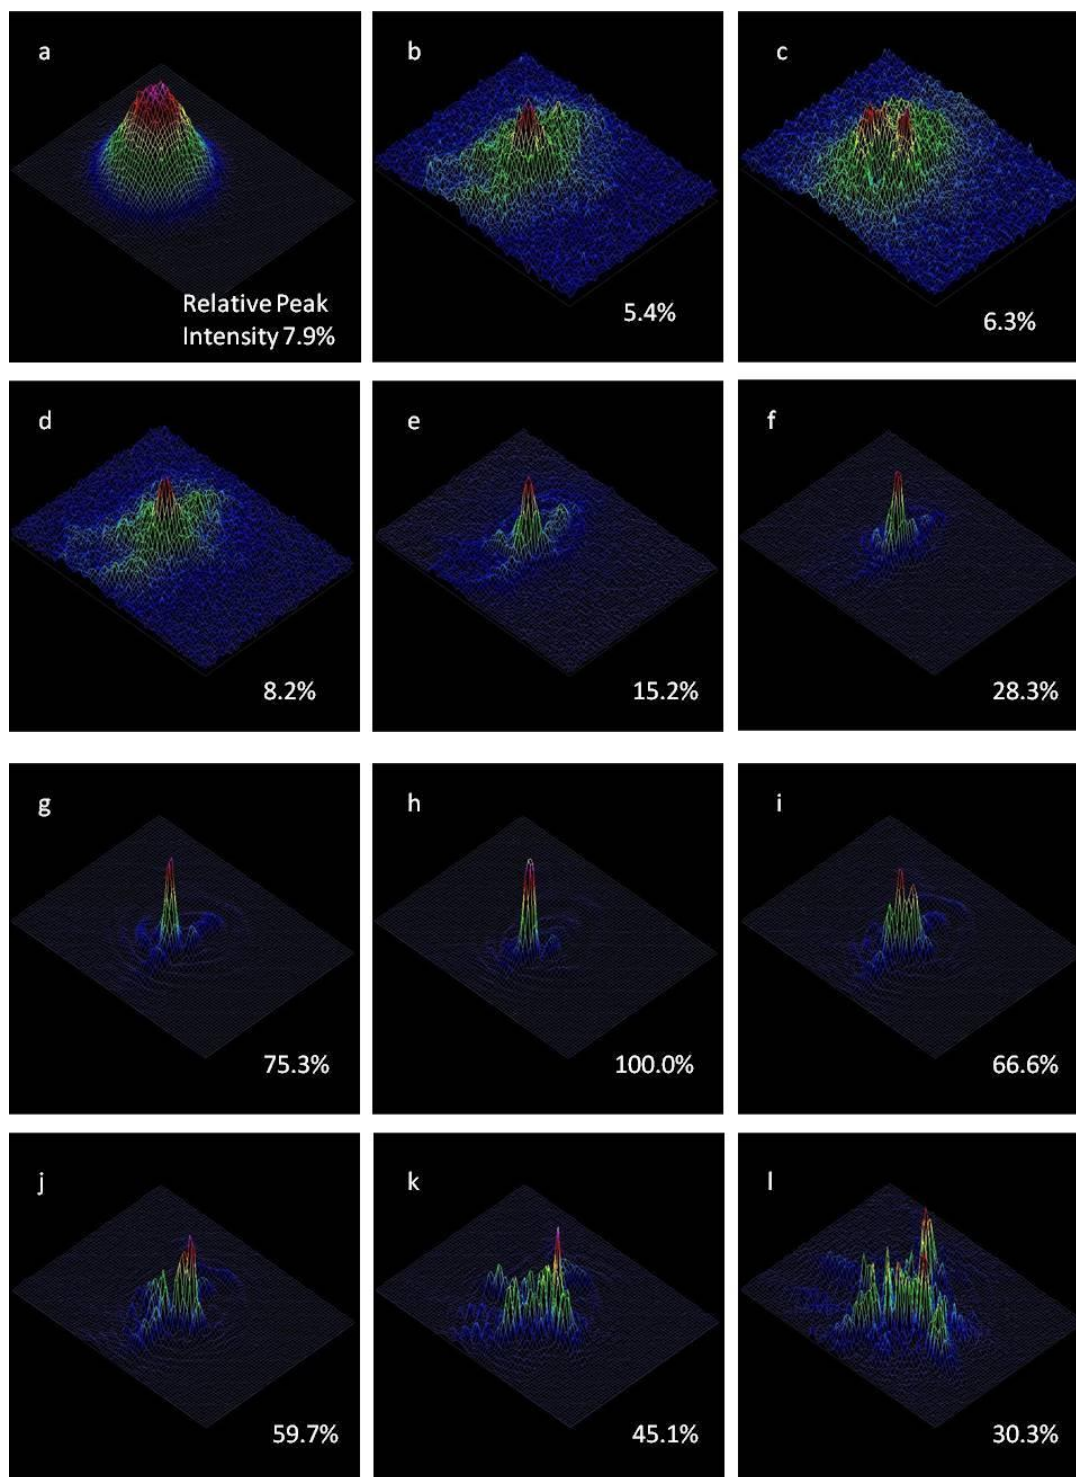 a
Relative Peak
Intensity 7.9%
b
5.4%
c
6.3%
d
8.2%
e
15.2%
f
28.3%
g
75.3%
h
100.0%
i
66.6%
j
59.7%
k
45.1%
l
30.3%